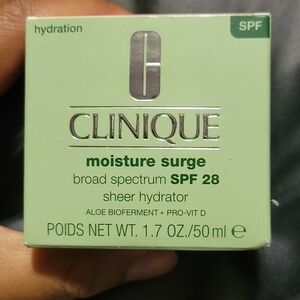 hydration
SPF
CLINIQUE
moisture surge
broad spectrum SPF 28
sheer hydrator
ALOE BIOFERMENT + PRO-VIT D
POIDS NET WT. 1.7 OZ./50 ml ℮